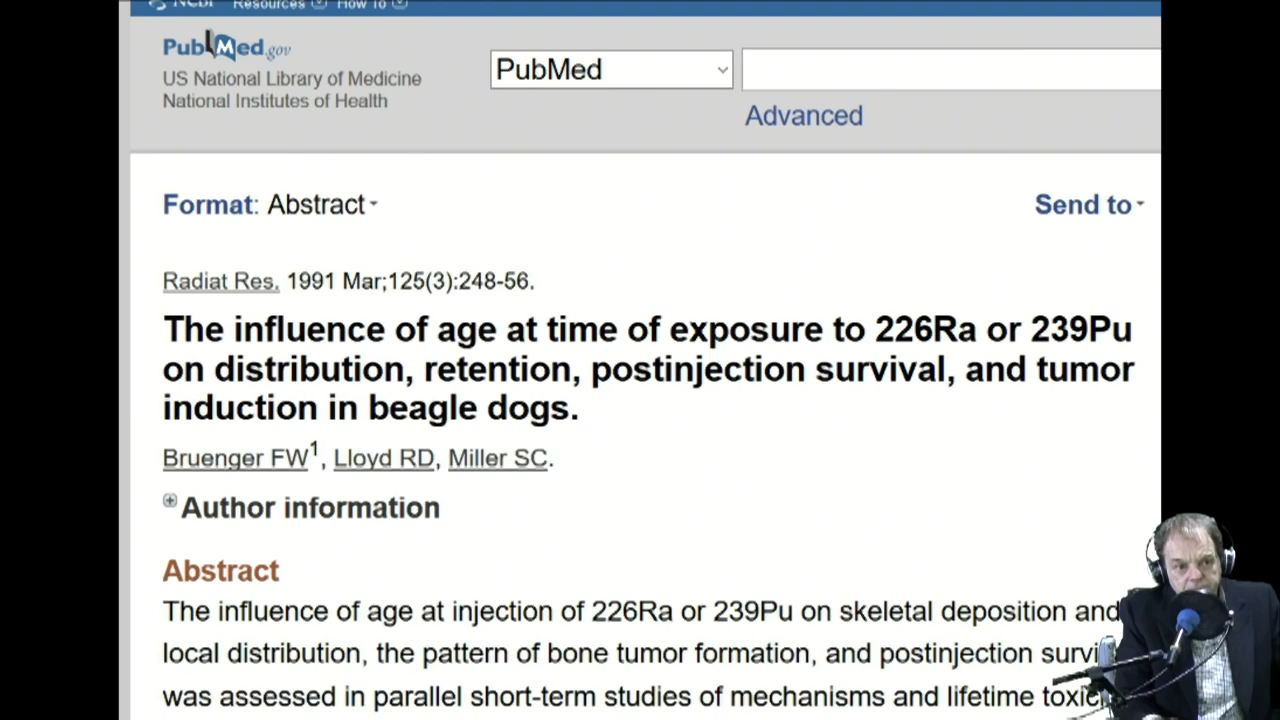 NCBI Resources How To
PubMed.gov
US National Library of Medicine
National Institutes of Health
PubMed
Advanced
Format: Abstract
Send to
Radiat Res. 1991 Mar;125(3):248-56.
The influence of age at time of exposure to 226Ra or 239Pu
on distribution, retention, postinjection survival, and tumor
induction in beagle dogs.
Bruenger FW1, Lloyd RD, Miller SC.
Author information
Abstract
The influence of age at injection of 226Ra or 239Pu on skeletal deposition and
local distribution, the pattern of bone tumor formation, and postinjection
was assessed in parallel short-term studies of mechanisms and lifetime